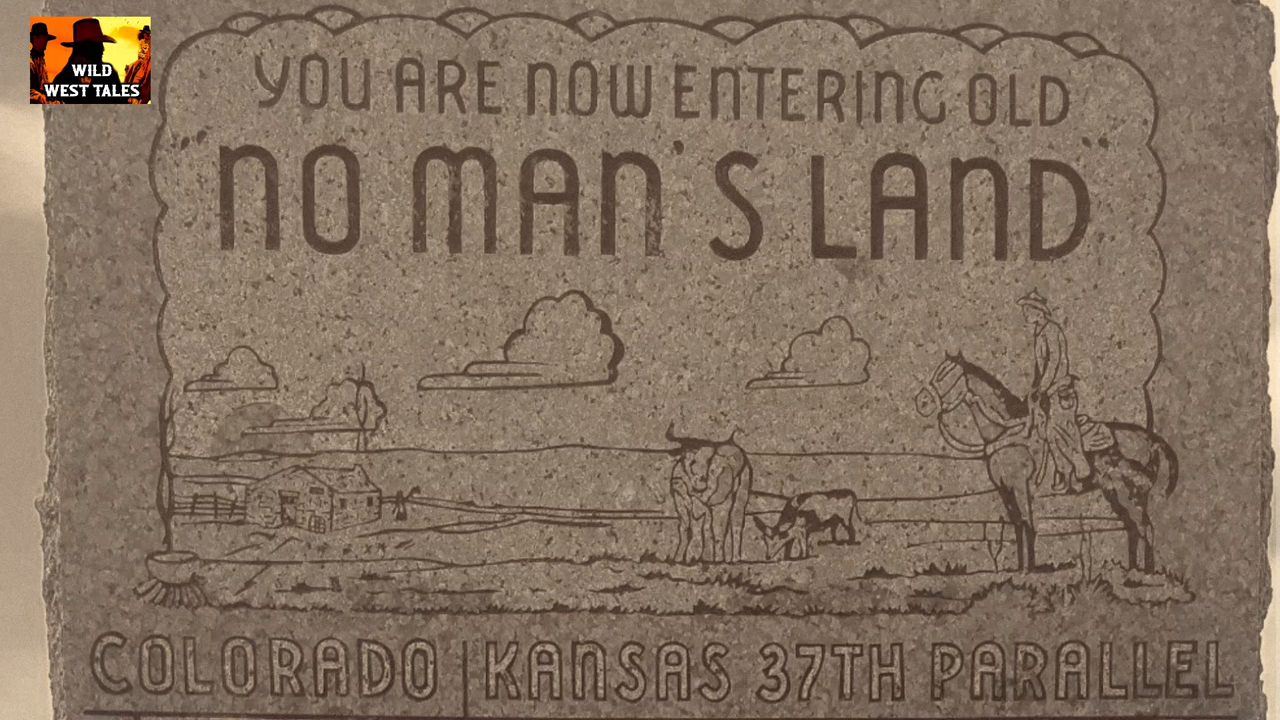 WILD
WEST TALES
YOU ARE NOW ENTERING OLD
"NO MAN'S LAND"
COLORADO | KANSAS 37TH PARALLEL